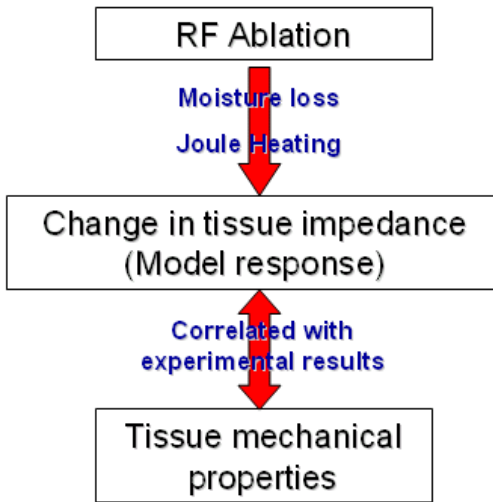 RF Ablation
Moisture loss
Joule Heating
Change in tissue impedance
(Model response)
Correlated with
experimental results
Tissue mechanical
properties